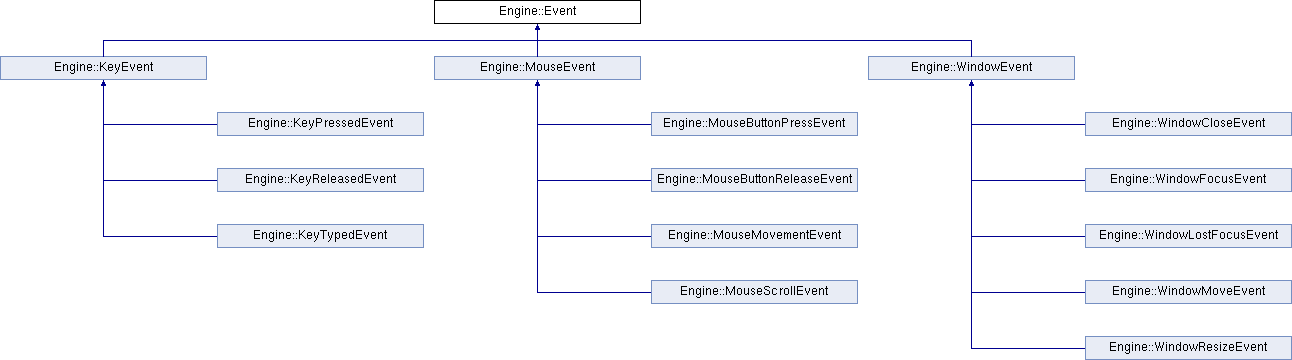 Engine::Event
Engine::KeyEvent
Engine::MouseEvent
Engine::WindowEvent
Engine::KeyPressedEvent
Engine::MouseButtonPressEvent
Engine::WindowCloseEvent
Engine::KeyReleasedEvent
Engine::MouseButtonReleaseEvent
Engine::WindowFocusEvent
Engine::KeyTypedEvent
Engine::MouseMovementEvent
Engine::WindowLostFocusEvent
Engine::MouseScrollEvent
Engine::WindowMoveEvent
Engine::WindowResizeEvent